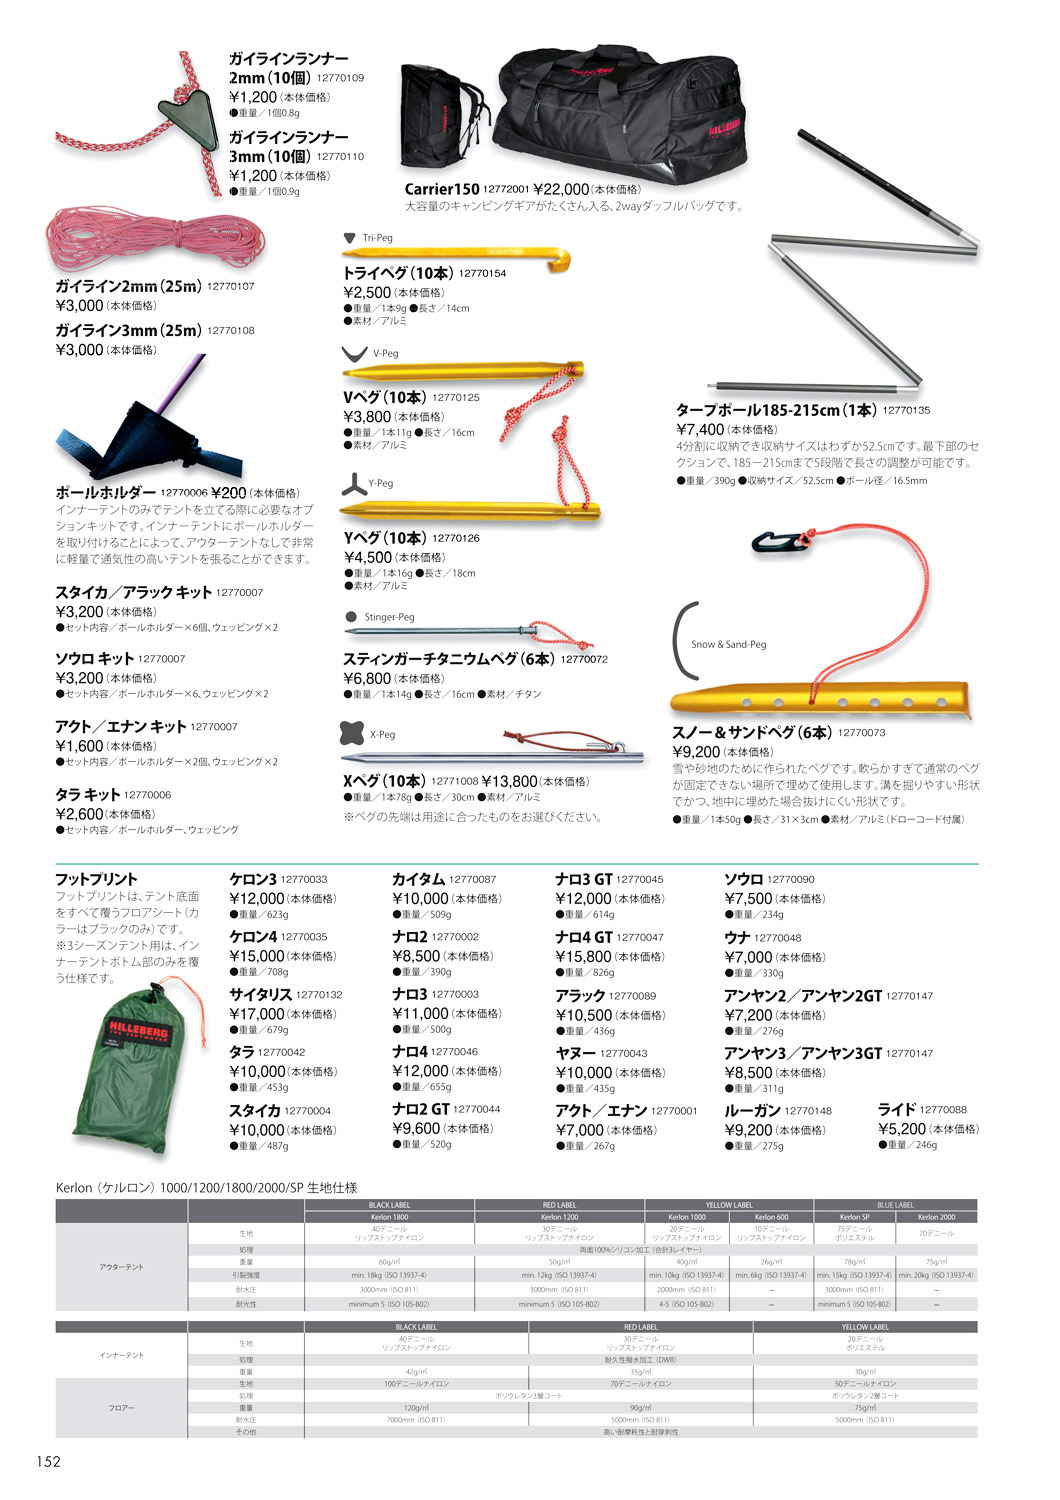 ガイラインランナー
2mm(10個) 12770109
¥1,200(本体価格)
●重量／1個0.8g
ガイラインランナー
3mm(10個) 12770110
¥1,200(本体価格)
●重量／1個0.9g
ガイライン2mm(25m) 12770107
¥3,000(本体価格)
ガイライン3mm(25m) 12770108
¥3,000(本体価格)
ポールホルダー 12770006 ¥200(本体価格)
インナーテントのみでテントを立てる際に必要なオプ
ションキットです。インナーテントにポールホルダー
を取り付けることによって、アウターテントなしで非常
に軽量で通気性の高いテントを張ることができます。
スタイカ／アラック キット 12770007
¥3,200(本体価格)
●セット内容／ポールホルダー×6個、ウェッビング×2
ソウロ キット 12770007
¥3,200(本体価格)
●セット内容／ポールホルダー×6、ウェッビング×2
アクト／エナン キット 12770007
¥1,600(本体価格)
●セット内容／ポールホルダー×2個、ウェッビング×2
タラ キット 12770006
¥2,600(本体価格)
●セット内容／ポールホルダー、ウェッビング
HILLEBERG
Carrier150 12772001 ¥22,000(本体価格)
大容量のキャンピングギアがたくさん入る、2wayダッフルバッグです。
Tri-Peg
トライペグ(10本) 12770154
¥2,500(本体価格)
●重量／1本9g ●長さ／14cm
●素材／アルミ
V-Peg
Vペグ(10本) 12770125
¥3,800(本体価格)
●重量／1本11g ●長さ／16cm
●素材／アルミ
Y-Peg
Yペグ(10本) 12770126
¥4,500(本体価格)
●重量／1本16g ●長さ／18cm
●素材／アルミ
Stinger-Peg
スティンガーチタニウムペグ(6本) 12770072
¥6,800(本体価格)
●重量／1本14g ●長さ／16cm ●素材／チタン
X-Peg
Xペグ(10本) 12771008 ¥13,800(本体価格)
●重量／1本78g ●長さ／30cm ●素材／アルミ
※ペグの先端は用途に合ったものをお選びください。
タープポール185-215cm(1本) 12770135
¥7,400(本体価格)
4分割に収納でき収納サイズはわずか52.5cmです。最下部のセ
クションで、185－215cmまで5段階で長さの調整が可能です。
●重量／390g ●収納サイズ／52.5cm ●ポール径／16.5mm
Snow & Sand-Peg
スノー＆サンドペグ(6本) 12770073
¥9,200(本体価格)
雪や砂地のために作られたペグです。軟らかすぎて通常のペグ
が固定できない場所で埋めて使用します。溝を掘りやすい形状
でかつ、地中に埋めた場合抜けにくい形状です。
●重量／1本50g ●長さ／31×3cm ●素材／アルミ(ドローコード付属)
フットプリント
フットプリントは、テント底面
をすべて覆うフロアシート(カ
ラーはブラックのみ)です。
※3シーズンテント用は、イン
ナーテントボトム部のみを覆
う仕様です。
HILLEBERG
THE TENTMAKER
ケロン3 12770033
¥12,000(本体価格)
●重量／623g
ケロン4 12770035
¥15,000(本体価格)
●重量／708g
サイタリス 12770132
¥17,000(本体価格)
●重量／679g
タラ 12770042
¥10,000(本体価格)
●重量／453g
スタイカ 12770004
¥10,000(本体価格)
●重量／487g
カイタム 12770087
¥10,000(本体価格)
●重量／509g
ナロ2 12770002
¥8,500(本体価格)
●重量／390g
ナロ3 12770003
¥11,000(本体価格)
●重量／500g
ナロ4 12770046
¥12,000(本体価格)
●重量／655g
ナロ2 GT 12770044
¥9,600(本体価格)
●重量／520g
ナロ3 GT 12770045
¥12,000(本体価格)
●重量／614g
ナロ4 GT 12770047
¥15,800(本体価格)
●重量／826g
アラック 12770089
¥10,500(本体価格)
●重量／436g
ヤヌー 12770043
¥10,000(本体価格)
●重量／435g
アクト／エナン 12770001
¥7,000(本体価格)
●重量／267g
ソウロ 12770090
¥7,500(本体価格)
●重量／234g
ウナ 12770048
¥7,000(本体価格)
●重量／330g
アンヤン2／アンヤン2GT 12770147
¥7,200(本体価格)
●重量／276g
アンヤン3／アンヤン3GT 12770147
¥8,500(本体価格)
●重量／311g
ルーガン 12770148
¥9,200(本体価格)
●重量／275g
ライド 12770088
¥5,200(本体価格)
●重量／246g
Kerlon（ケルロン）1000/1200/1800/2000/SP 生地仕様
BLACK LABEL RED LABEL YELLOW LABEL BLUE LABEL
Kerlon 1800 Kerlon 1200 Kerlon 1000 Kerlon 600 Kerlon SP Kerlon 2000
アウターテント
生地 40デニール リップストップナイロン 30デニール リップストップナイロン 20デニール リップストップナイロン 10デニール リップストップナイロン 75デニール ポリエステル 70デニール
処理 両面100%シリコン加工（合計3レイヤー）
重量 60g/㎡ 50g/㎡ 40g/㎡ 26g/㎡ 78g/㎡ 75g/㎡
引裂強度 min. 18kg（ISO 13937-4） min. 12kg（ISO 13937-4） min. 10kg（ISO 13937-4） min. 6kg（ISO 13937-4） min. 15kg（ISO 13937-4） min. 20kg（ISO 13937-4）
耐水圧 3000mm（ISO 811） 3000mm（ISO 811） 2000mm（ISO 811） − 3000mm（ISO 811） −
耐光性 minimum 5（ISO 105-B02） minimum 5（ISO 105-B02） 4-5（ISO 105-B02） − minimum 5（ISO 105-B02） −
BLACK LABEL RED LABEL YELLOW LABEL
インナーテント
生地 40デニール リップストップナイロン 30デニール リップストップナイロン 20デニール ポリエステル
処理 耐久性撥水加工（DWR）
重量 42g/㎡ 35g/㎡ 30g/㎡
フロアー
生地 100デニールナイロン 70デニールナイロン 50デニールナイロン
処理 ポリウレタン3層コート ポリウレタン2層コート
重量 120g/㎡ 90g/㎡ 75g/㎡
耐水圧 7000mm（ISO 811） 5000mm（ISO 811） 5000mm（ISO 811）
その他 高い耐摩耗性と耐穿刺性
152